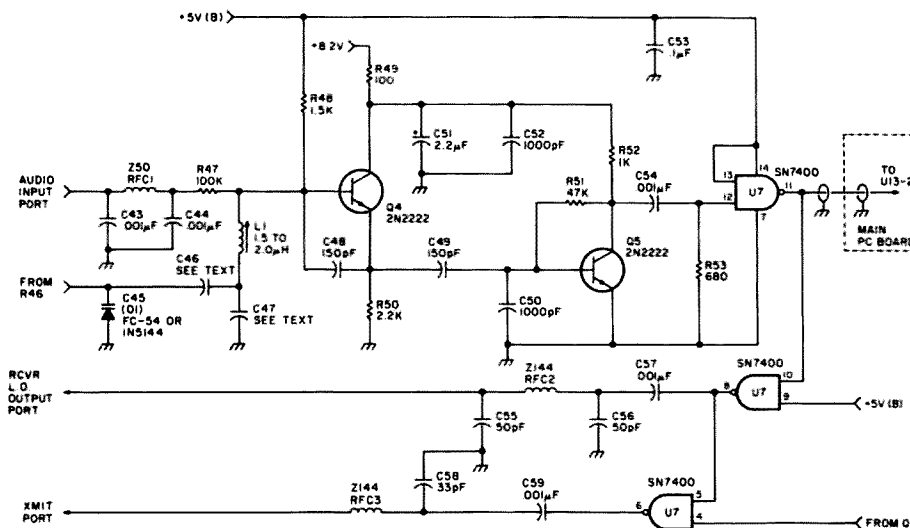 +5V (B)
+8.2V
R49
100
C53
.1µF
R48
1.5K
C51
2.2µF
C52
1000pF
R52
1K
SN7400
14
13
12
U7
11
7
TO
U13-2
MAIN
PC BOARD
Z50
RFC1
R47
100K
AUDIO
INPUT
PORT
Q4
2N2222
R51
47K
C54
.001µF
C43
.001µF
C44
.001µF
L1
1.5 TO
2.0µH
C48
150pF
C49
150pF
Q5
2N2222
R53
680
C46
SEE TEXT
FROM
R46
C45
(D1)
FC-54 OR
IN5144
C47
SEE TEXT
R50
2.2K
C50
1000pF
RCVR
L.O.
OUTPUT
PORT
Z144
RFC2
C57
.001µF
SN7400
10
8
U7
9
+5V(B)
C55
50pF
C56
50pF
C58
33pF
Z144
RFC3
C59
.001µF
SN7400
XMIT
PORT
6
U7
5
4
FROM Q